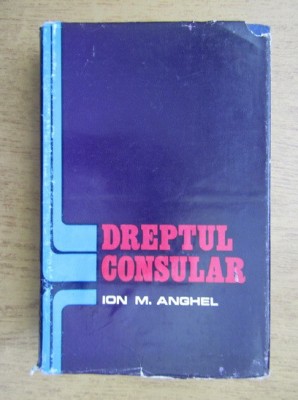 DREPTUL
CONSULAR
ION M. ANGHEL